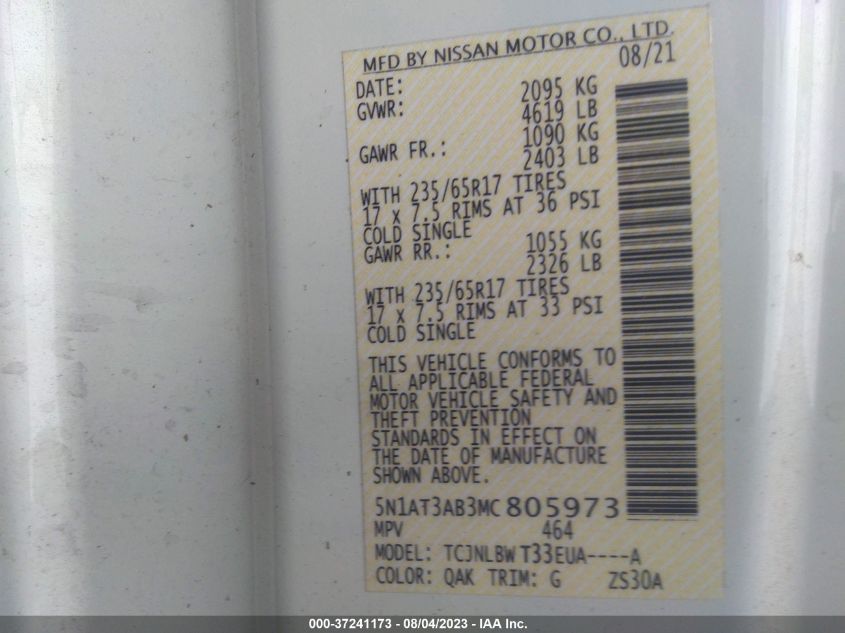 MFD BY NISSAN MOTOR CO., LTD.
DATE: 08/21
GVWR: 2095 KG
4619 LB
GAWR FR.: 1090 KG
2403 LB
WITH 235/65R17 TIRES
17 x 7.5 RIMS AT 36 PSI
COLD SINGLE
GAWR RR.: 1055 KG
2326 LB
WITH 235/65R17 TIRES
17 x 7.5 RIMS AT 33 PSI
COLD SINGLE
THIS VEHICLE CONFORMS TO
ALL APPLICABLE FEDERAL
MOTOR VEHICLE SAFETY AND
THEFT PREVENTION
STANDARDS IN EFFECT ON
THE DATE OF MANUFACTURE
SHOWN ABOVE.
5N1AT3AB3MC 805973
MPV 464
MODEL: TCJNLBW T33EUA----A
COLOR: QAK TRIM: G ZS30A
000-37241173 - 08/04/2023 - IAA Inc.